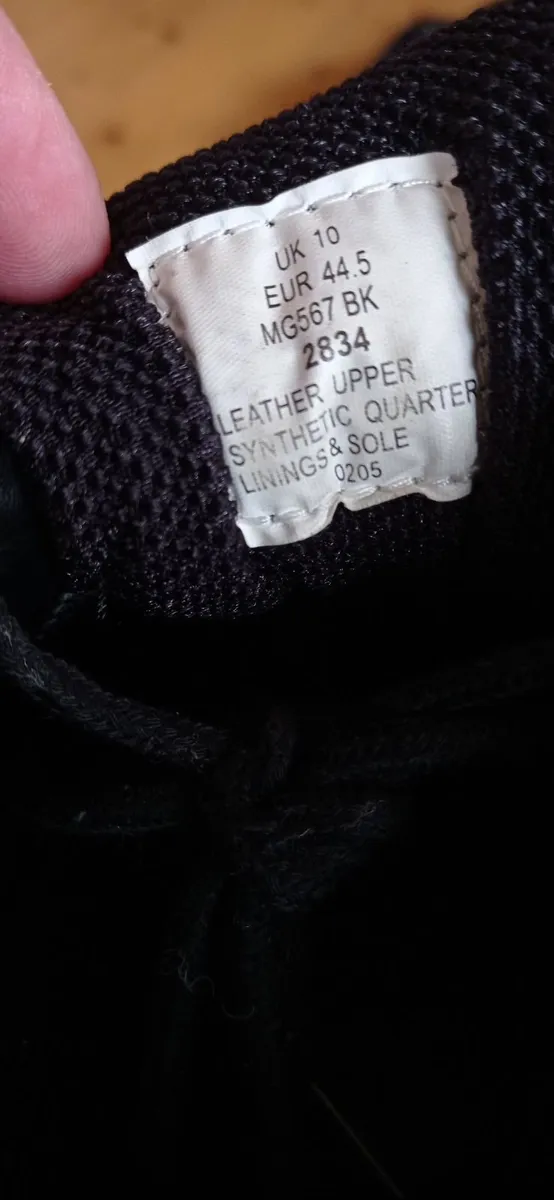 UK 10
EUR 44.5
MG567 BK
2834
LEATHER UPPER
SYNTHETIC QUARTER
LININGS & SOLE
0205